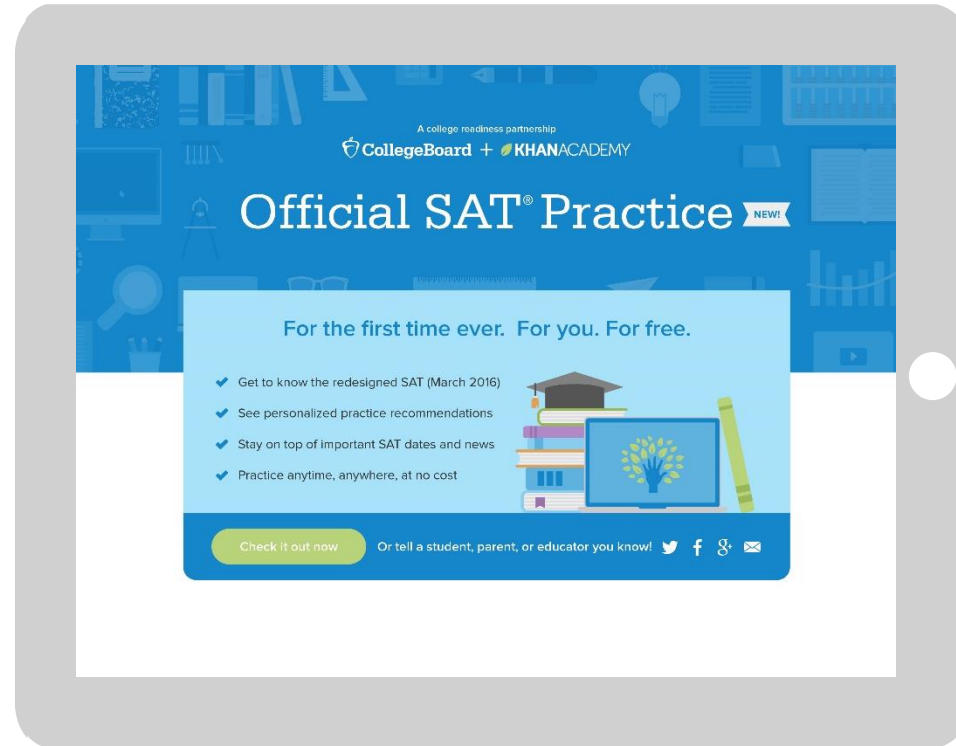 A college readiness partnership
CollegeBoard + KHANACADEMY
Official SAT® Practice NEW!
For the first time ever. For you. For free.
Get to know the redesigned SAT (March 2016)
See personalized practice recommendations
Stay on top of important SAT dates and news
Practice anytime, anywhere, at no cost
Check it out now Or tell a student, parent, or educator you know!